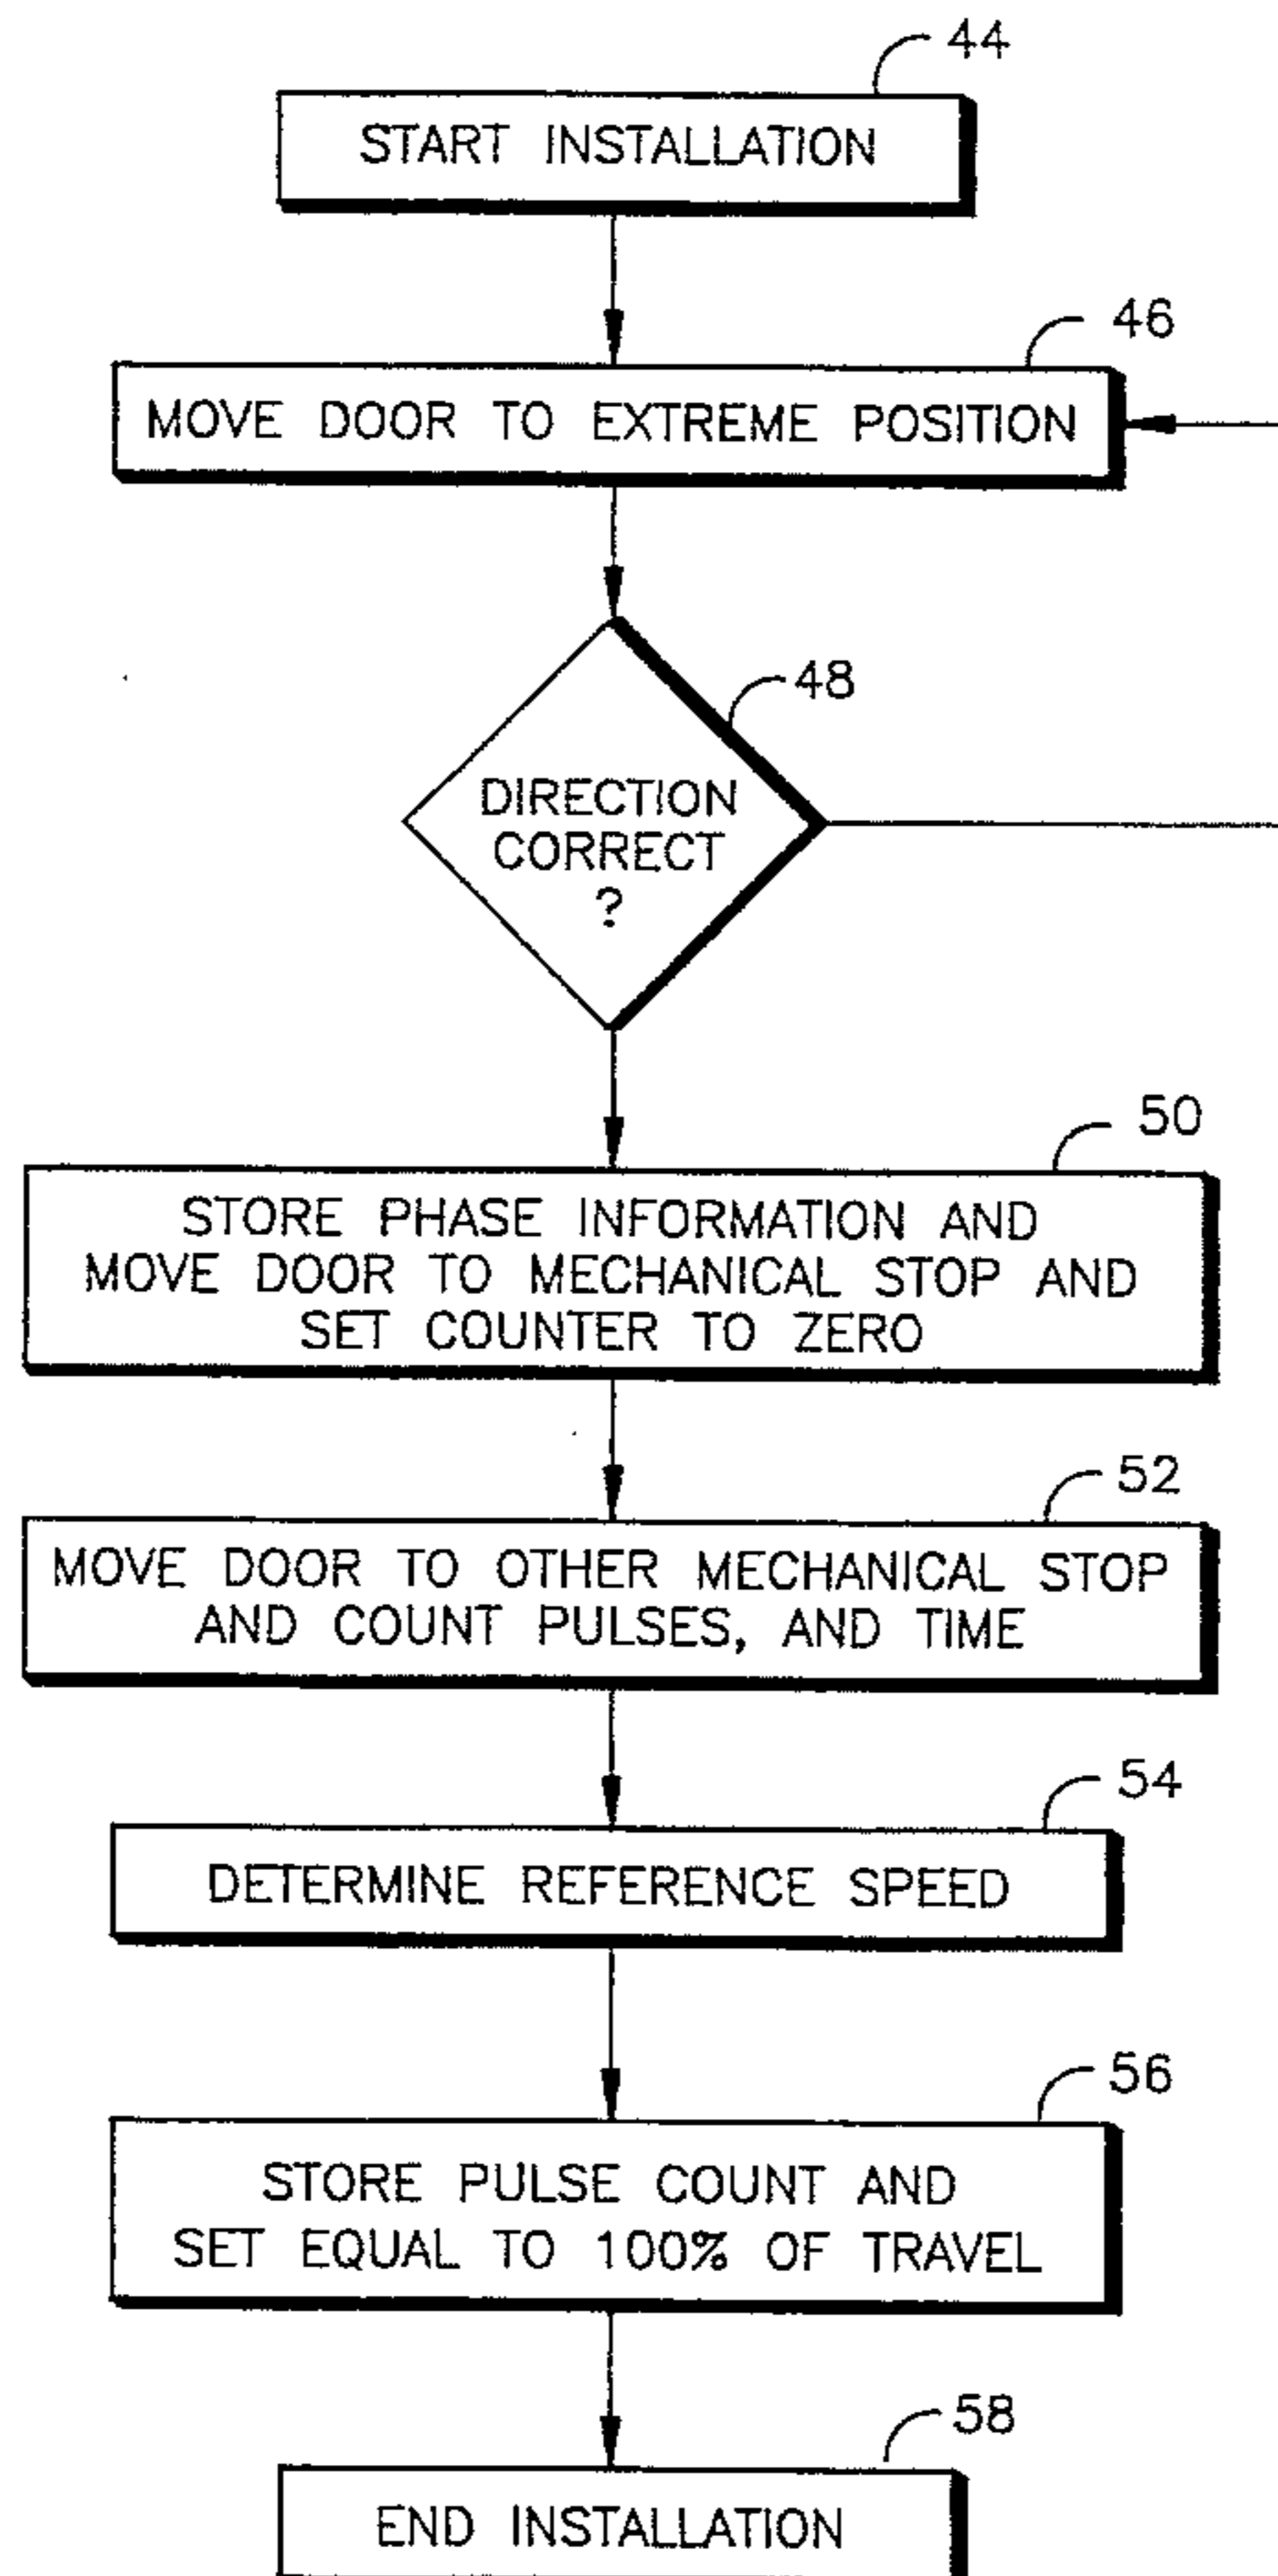 44
START INSTALLATION
46
MOVE DOOR TO EXTREME POSITION
48
DIRECTION
CORRECT
?
50
STORE PHASE INFORMATION AND
MOVE DOOR TO MECHANICAL STOP AND
SET COUNTER TO ZERO
52
MOVE DOOR TO OTHER MECHANICAL STOP
AND COUNT PULSES, AND TIME
54
DETERMINE REFERENCE SPEED
56
STORE PULSE COUNT AND
SET EQUAL TO 100% OF TRAVEL
58
END INSTALLATION